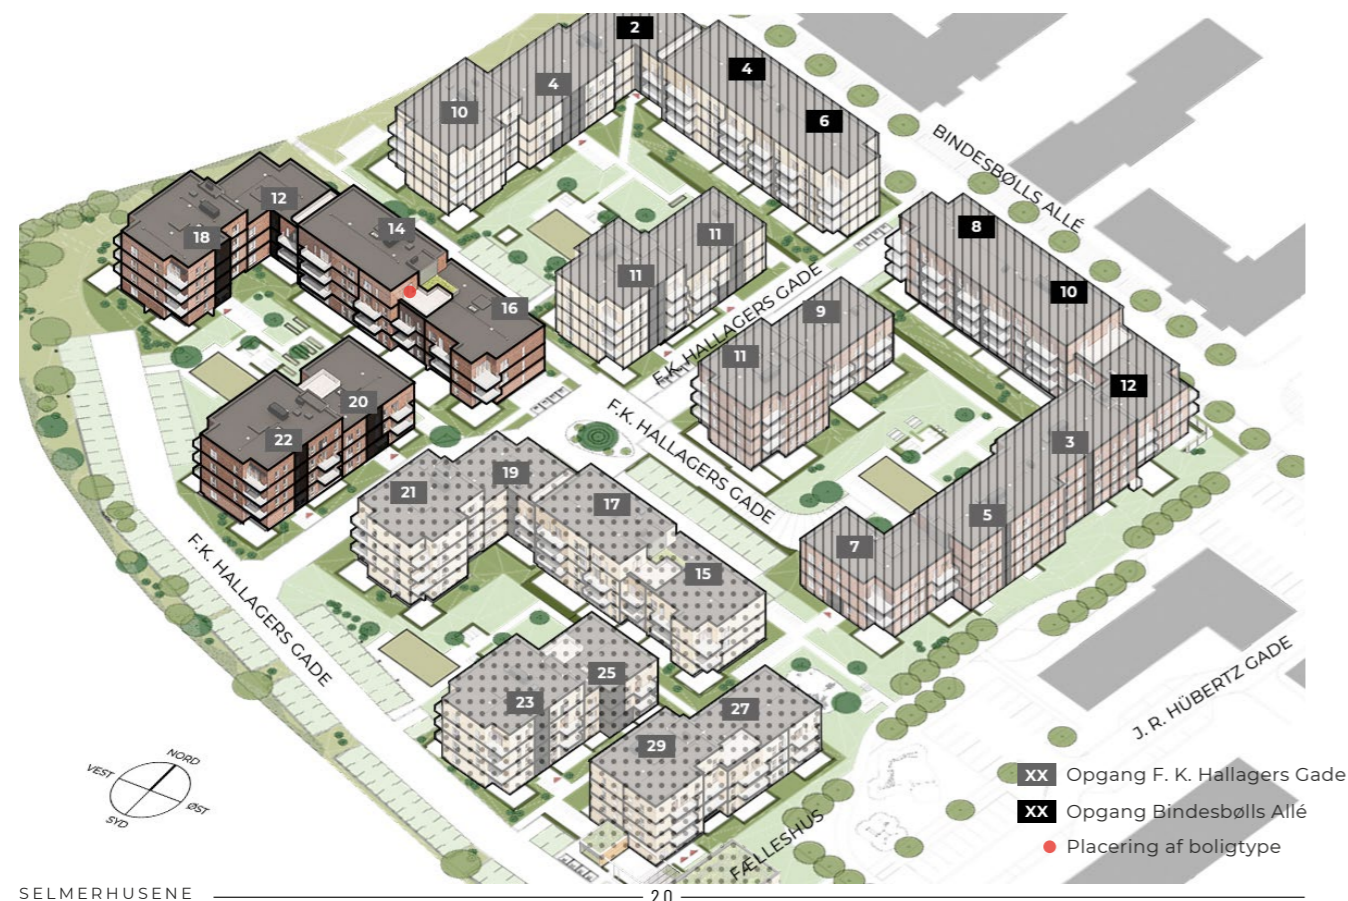 2
4
4
10
6
BINDESBØLLS ALLÉ
12
14
18
11
11
8
16
F.K. HALLAGERS GADE
9
10
11
12
20
22
F.K. HALLAGERS GADE
3
19
21
17
5
7
15
F.K. HALLAGERS GADE
25
23
27
29
J. R. HÜBERTZ GADE
FÆLLESHUS
NORD
VEST
ØST
SYD
XX Opgang F. K. Hallagers Gade
XX Opgang Bindesbølls Allé
Placering af boligtype
SELMERHUSENE
20